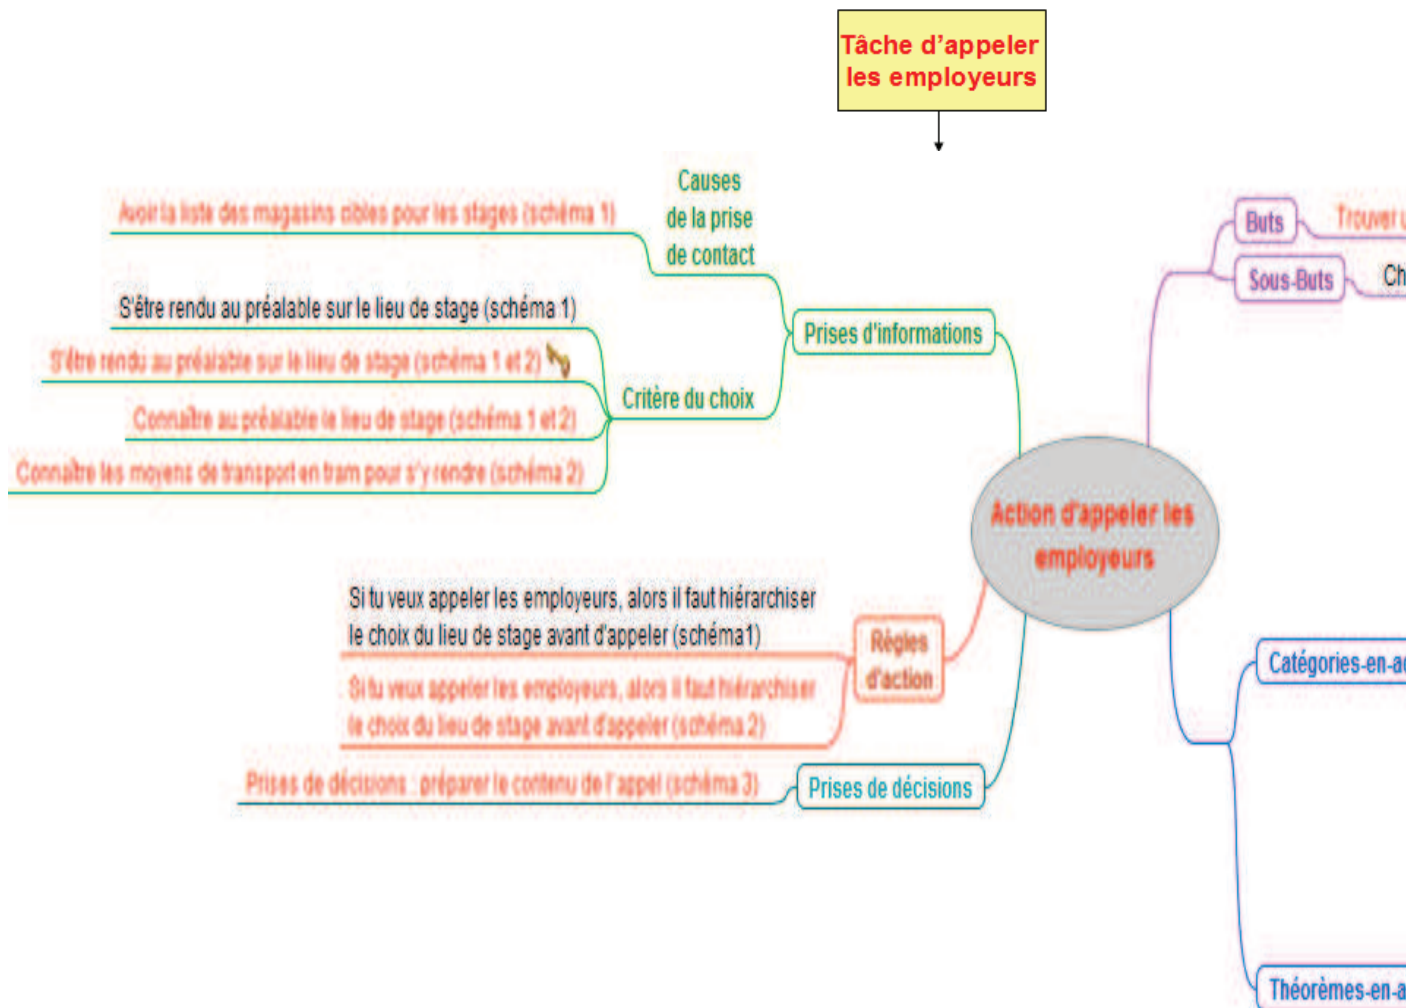 Tâche d'appeler
les employeurs
Causes
de la prise
de contact
Avoir la liste des magasins cibles pour les stages (schéma 1)
S'être rendu au préalable sur le lieu de stage (schéma 1)
S'être rendu au préalable sur le lieu de stage (schéma 1 et 2)
Connaître au préalable le lieu de stage (schéma 1 et 2)
Connaître les moyens de transport en tram pour s'y rendre (schéma 2)
Critère du choix
Prises d'informations
Buts
Trouver u
Sous-Buts
Ch
Action d'appeler les
employeurs
Si tu veux appeler les employeurs, alors il faut hiérarchiser
le choix du lieu de stage avant d'appeler (schéma1)
Si tu veux appeler les employeurs, alors il faut hiérarchiser
le choix du lieu de stage avant d'appeler (schéma 2)
Règles
d'action
Prises de décisions : préparer le contenu de l' appel (schéma 3)
Prises de décisions
Catégories-en-a
Théorèmes-en-a